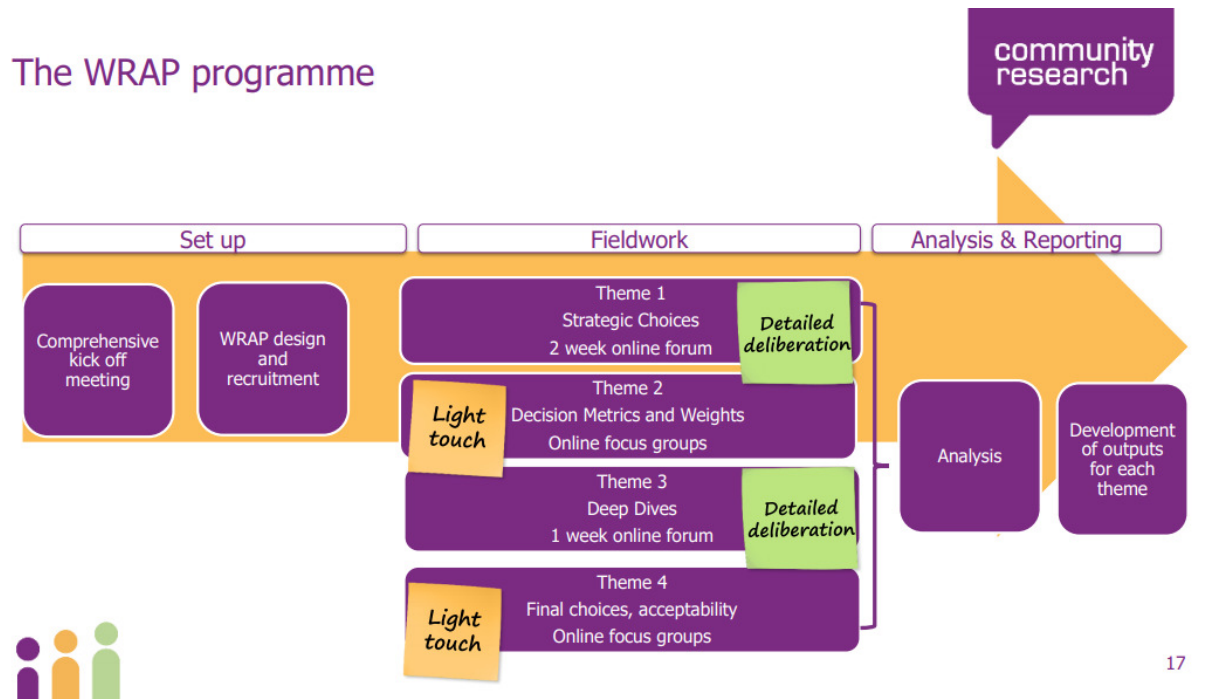 The WRAP programme
community
research
Set up
Fieldwork
Analysis & Reporting
Comprehensive
kick off
meeting
WRAP design
and
recruitment
Theme 1
Strategic Choices
2 week online forum
Detailed
deliberation
Light
touch
Theme 2
Decision Metrics and Weights
Online focus groups
Theme 3
Deep Dives
1 week online forum
Detailed
deliberation
Light
touch
Theme 4
Final choices, acceptability
Online focus groups
Analysis
Development
of outputs
for each
theme
17